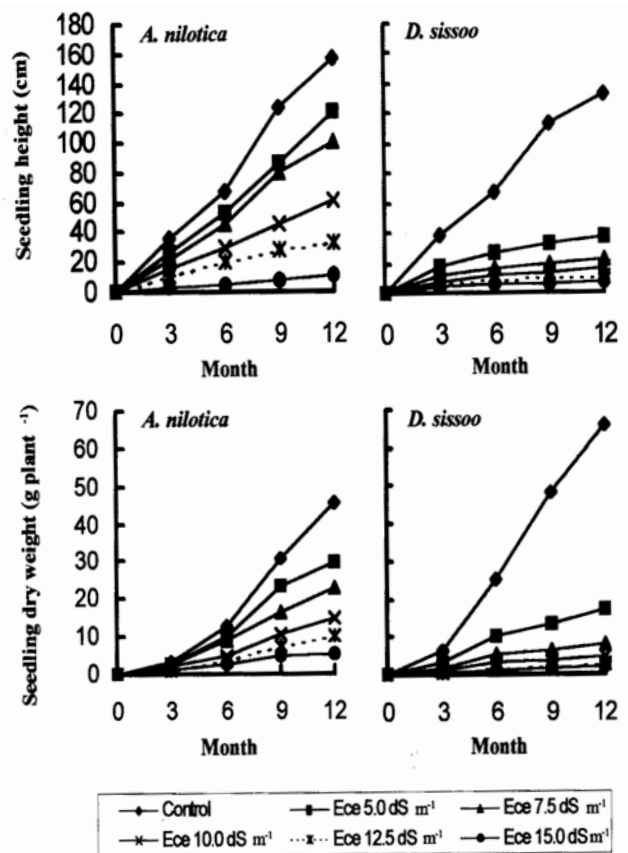 A. nilotica
D. sissoo
Seedling height (cm)
180
160
140
120
100
80
60
40
20
0
0 3 6 9 12
Month
0 3 6 9 12
Month
A. nilotica
D. sissoo
Seedling dry weight (g plant ⁻¹)
70
60
50
40
30
20
10
0
0 3 6 9 12
Month
0 3 6 9 12
Month
Control Ece 5.0 dS m⁻¹ Ece 7.5 dS m⁻¹
Ece 10.0 dS m⁻¹ Ece 12.5 dS m⁻¹ Ece 15.0 dS m⁻¹